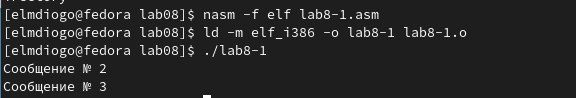 [elmdiogo@fedora lab08]$ nasm -f elf lab8-1.asm
[elmdiogo@fedora lab08]$ ld -m elf_i386 -o lab8-1 lab8-1.o
[elmdiogo@fedora lab08]$ ./lab8-1
Сообщение № 2
Сообщение № 3